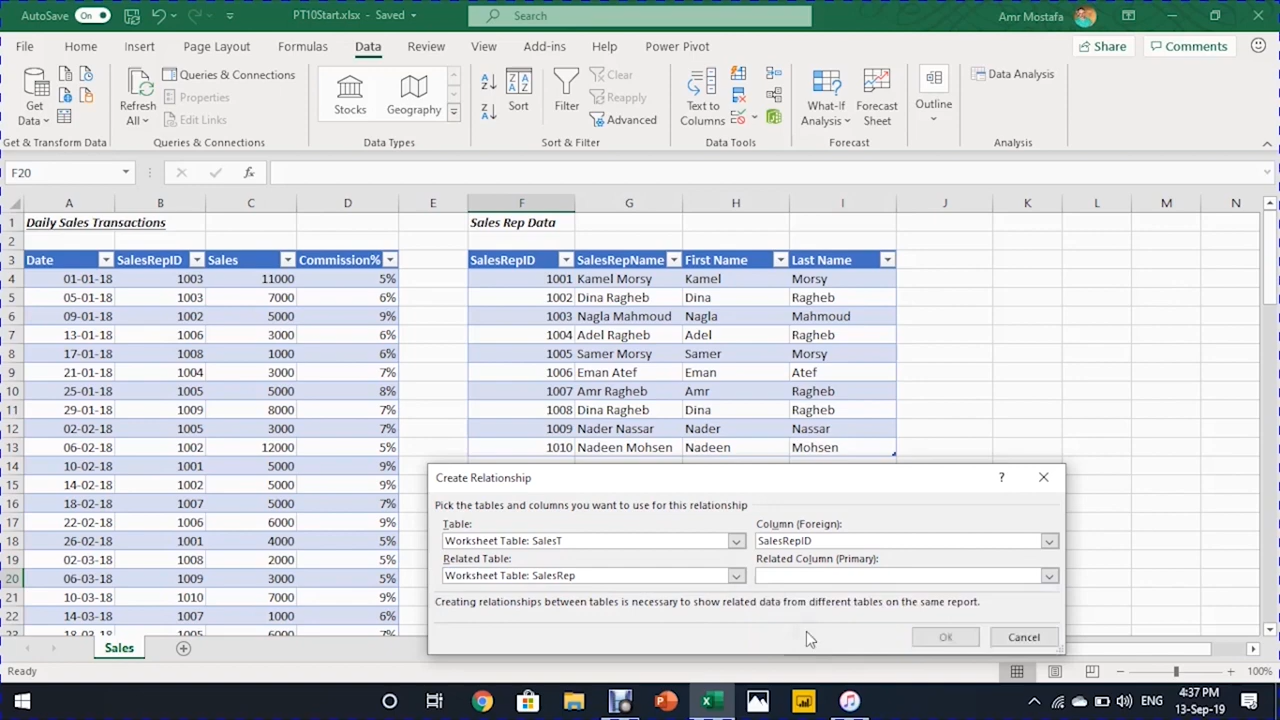 AutoSave On PT10Start.xlsx - Saved Search Amr Mostafa
File Home Insert Page Layout Formulas Data Review View Add-ins Help Power Pivot Share Comments
Get Data
Refresh All
Queries & Connections
Properties
Edit Links
Stocks Geography
Sort Filter
Clear
Reapply
Advanced
Text to Columns
What-If Analysis
Forecast Sheet
Outline
Data Analysis
Get & Transform Data Queries & Connections Data Types Sort & Filter Data Tools Forecast Analysis
F20 fx
A B C D E F G H I J K L M N
1 Daily Sales Transactions Sales Rep Data
2
3 Date SalesRepID Sales Commission% SalesRepID SalesRepName First Name Last Name
4 01-01-18 1003 11000 5% 1001 Kamel Morsy Kamel Morsy
5 05-01-18 1003 7000 6% 1002 Dina Ragheb Dina Ragheb
6 09-01-18 1002 5000 9% 1003 Nagla Mahmoud Nagla Mahmoud
7 13-01-18 1006 3000 6% 1004 Adel Ragheb Adel Ragheb
8 17-01-18 1008 1000 6% 1005 Samer Morsy Samer Morsy
9 21-01-18 1004 3000 7% 1006 Eman Atef Eman Atef
10 25-01-18 1005 5000 8% 1007 Amr Ragheb Amr Ragheb
11 29-01-18 1009 8000 7% 1008 Dina Ragheb Dina Ragheb
12 02-02-18 1005 3000 7% 1009 Nader Nassar Nader Nassar
13 06-02-18 1002 12000 5% 1010 Nadeen Mohsen Nadeen Mohsen
14 10-02-18 1001 5000 9%
15 14-02-18 1002 5000 9%
16 18-02-18 1007 5000 7%
17 22-02-18 1006 6000 9%
18 26-02-18 1001 4000 5%
19 02-03-18 1008 2000 5%
20 06-03-18 1009 3000 5%
21 10-03-18 1010 7000 9%
22 14-03-18 1007 1000 6%
23 18-03-18 1005 6000 7%
Create Relationship
Pick the tables and columns you want to use for this relationship
Table: Column (Foreign):
Worksheet Table: SalesT SalesRepID
Related Table: Related Column (Primary):
Worksheet Table: SalesRep
Creating relationships between tables is necessary to show related data from different tables on the same report.
OK Cancel
Sales
Ready 100%
ENG 4:37 PM
13-Sep-19